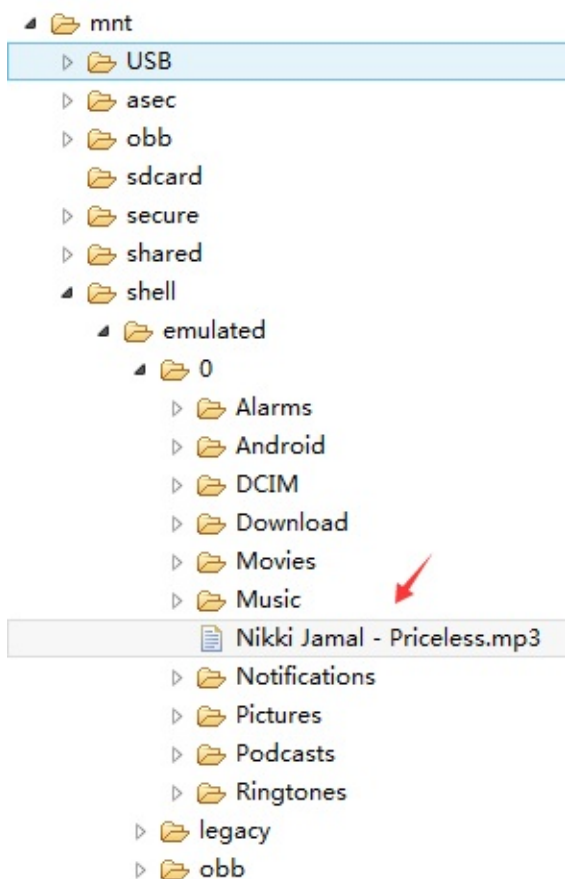 mnt
USB
asec
obb
sdcard
secure
shared
shell
emulated
0
Alarms
Android
DCIM
Download
Movies
Music
Nikki Jamal - Priceless.mp3
Notifications
Pictures
Podcasts
Ringtones
legacy
obb